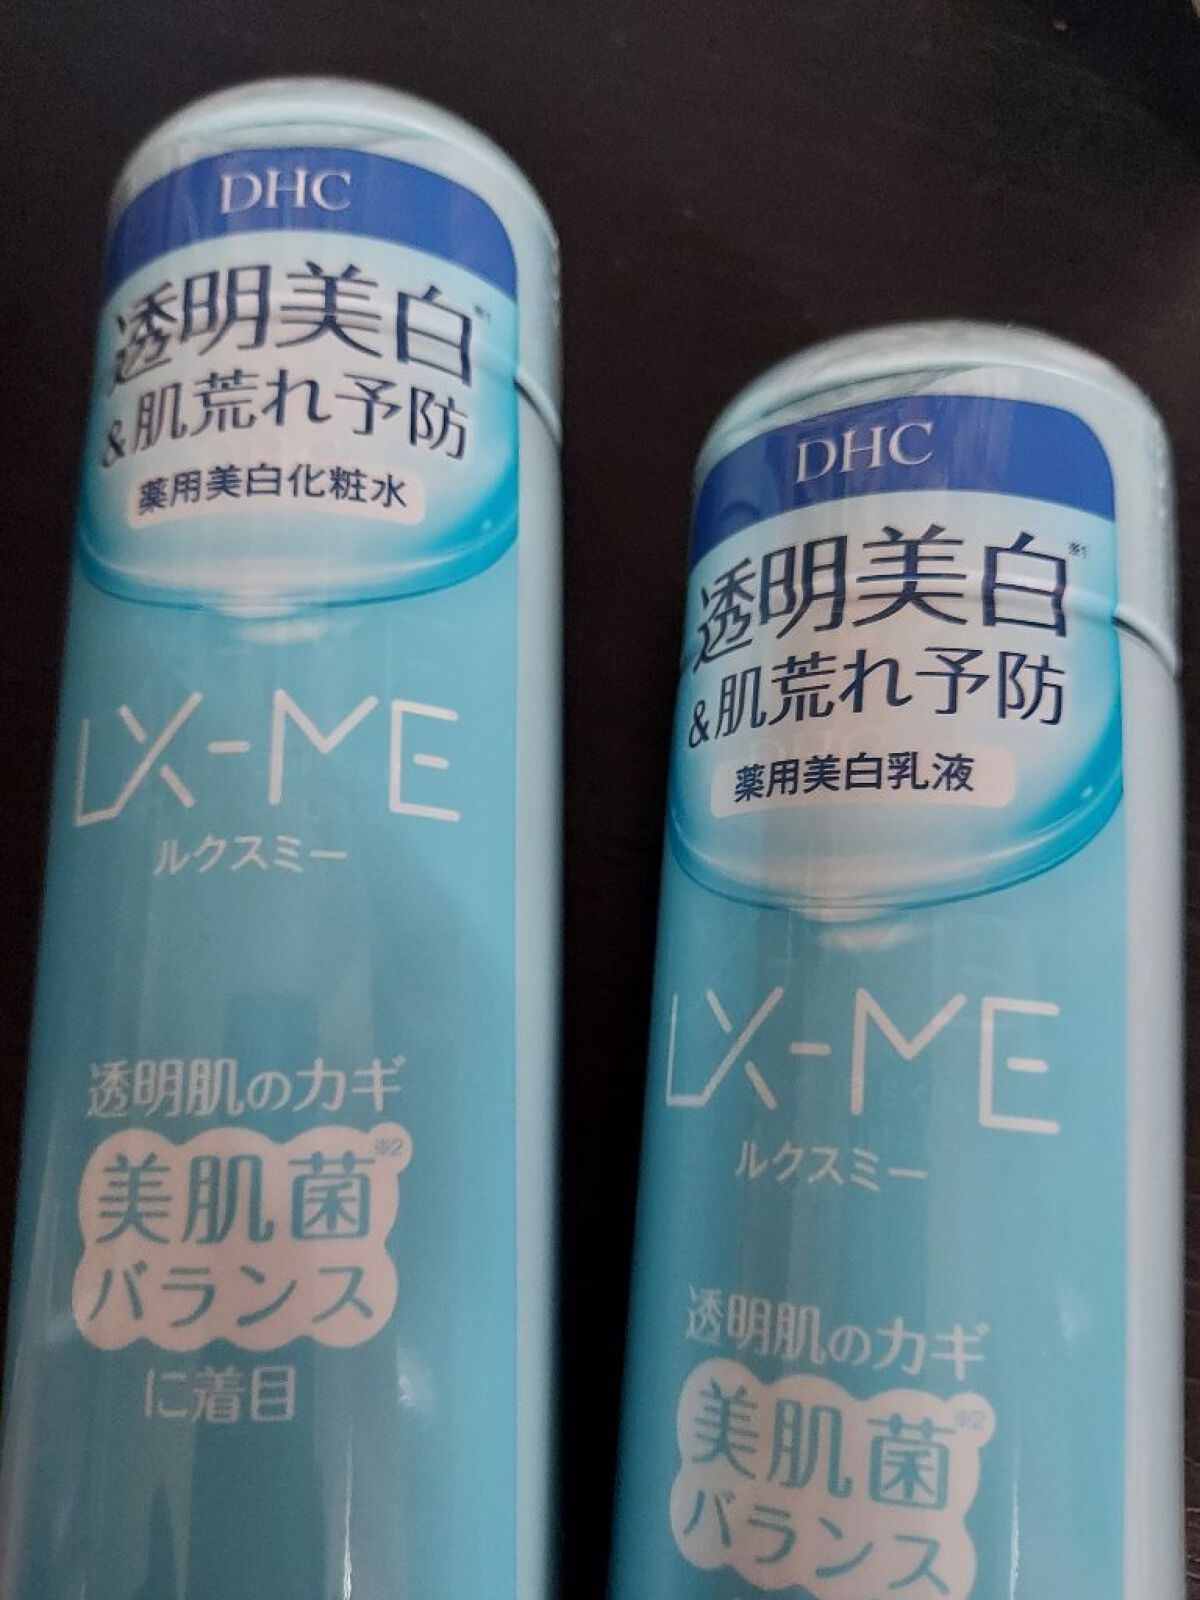 DHC
透明美白※1
&肌荒れ予防
薬用美白化粧水
LX-ME
ルクスミー
透明肌のカギ
美肌菌※2
バランス
に着目
DHC
透明美白※1
&肌荒れ予防
薬用美白乳液
LX-ME
ルクスミー
透明肌のカギ
美肌菌※2
バランス